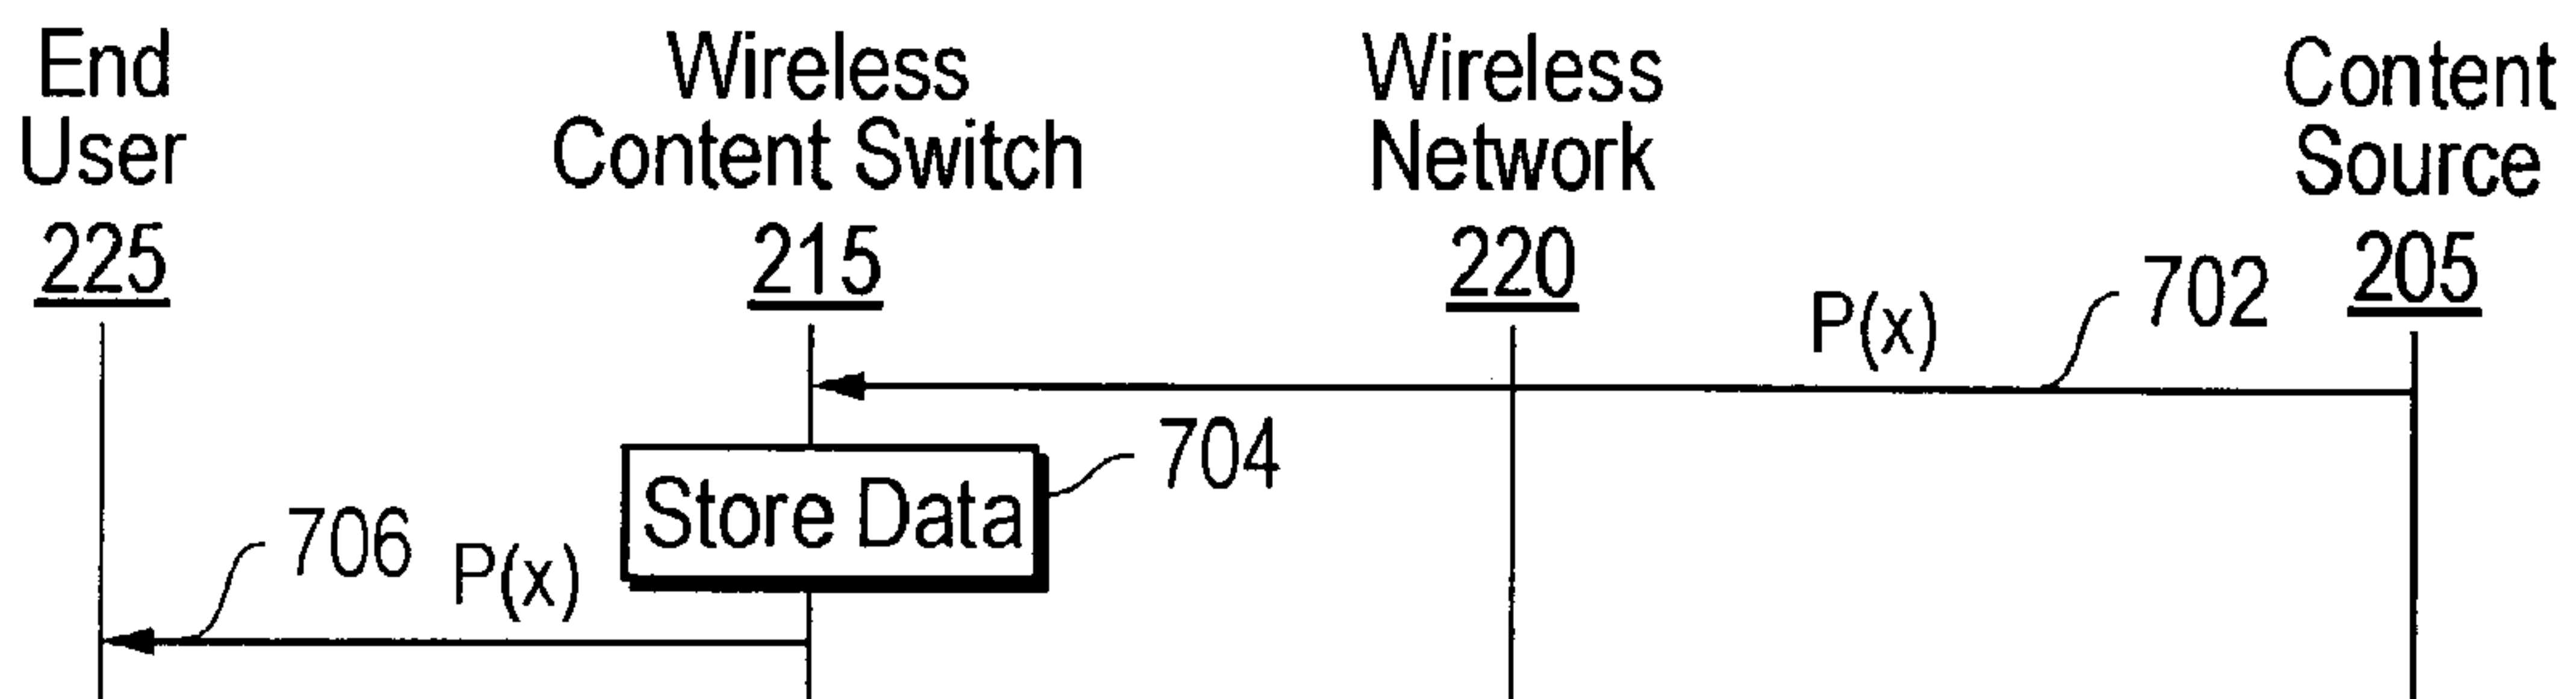 End
User
225
Wireless
Content Switch
215
Wireless
Network
220
Content
Source
205
P(x)
702
704
Store Data
706
P(x)